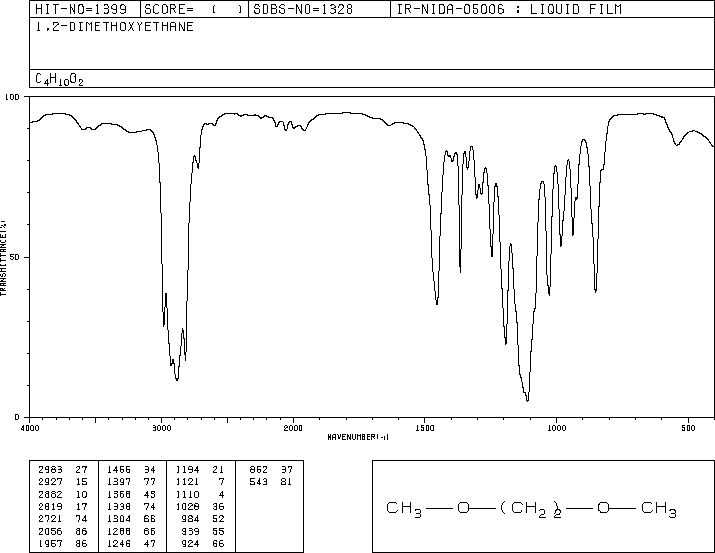 HIT-NO=1399 SCORE= ( ) SDBS-NO=1328 IR-NIDA-05006 : LIQUID FILM
1,2-DIMETHOXYETHANE
C4H10O2
100
50
0
TRANSMITTANCE(%)
4000 3000 2000 1500 1000 500
WAVENUMBER(-1)
2983 27 1456 34 1194 21 852 37
2927 15 1397 77 1121 7 543 81
2882 10 1368 45 1110 4
2819 17 1338 74 1028 36
2721 74 1304 66 984 52
2056 86 1288 66 939 55
1957 86 1246 47 924 66
CH3—O—(CH2)2—O—CH3